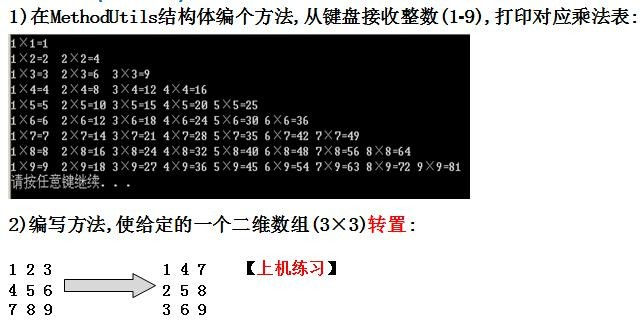 1)在MethodUtils结构体编个方法,从键盘接收整数(1-9),打印对应乘法表:
1×1=1
1×2=2 2×2=4
1×3=3 2×3=6 3×3=9
1×4=4 2×4=8 3×4=12 4×4=16
1×5=5 2×5=10 3×5=15 4×5=20 5×5=25
1×6=6 2×6=12 3×6=18 4×6=24 5×6=30 6×6=36
1×7=7 2×7=14 3×7=21 4×7=28 5×7=35 6×7=42 7×7=49
1×8=8 2×8=16 3×8=24 4×8=32 5×8=40 6×8=48 7×8=56 8×8=64
1×9=9 2×9=18 3×9=27 4×9=36 5×9=45 6×9=54 7×9=63 8×9=72 9×9=81
请按任意键继续. . .
2)编写方法,使给定的一个二维数组(3×3)转置:
1 2 3 1 4 7 【上机练习】
4 5 6 2 5 8
7 8 9 3 6 9